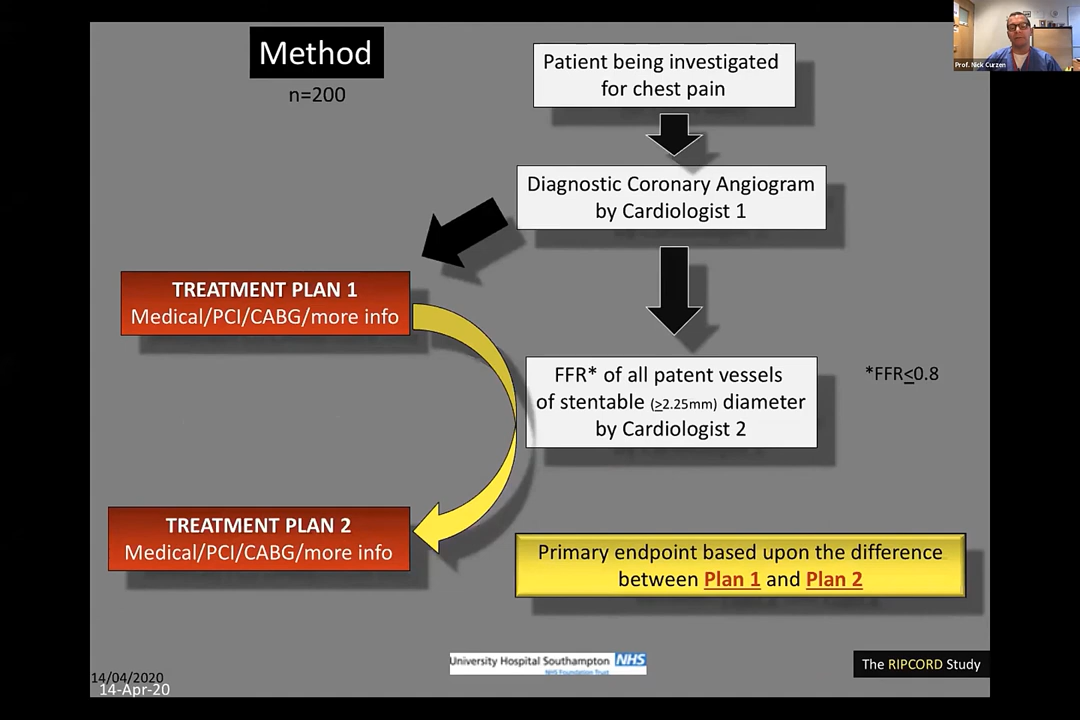 Method
n=200
Patient being investigated
for chest pain
Prof. Nick Curzen
Diagnostic Coronary Angiogram
by Cardiologist 1
TREATMENT PLAN 1
Medical/PCI/CABG/more info
FFR* of all patent vessels
of stentable (≥2.25mm) diameter
by Cardiologist 2
*FFR≤0.8
TREATMENT PLAN 2
Medical/PCI/CABG/more info
Primary endpoint based upon the difference
between Plan 1 and Plan 2
University Hospital Southampton NHS
NHS Foundation Trust
The RIPCORD Study
14/04/2020
14-Apr-20